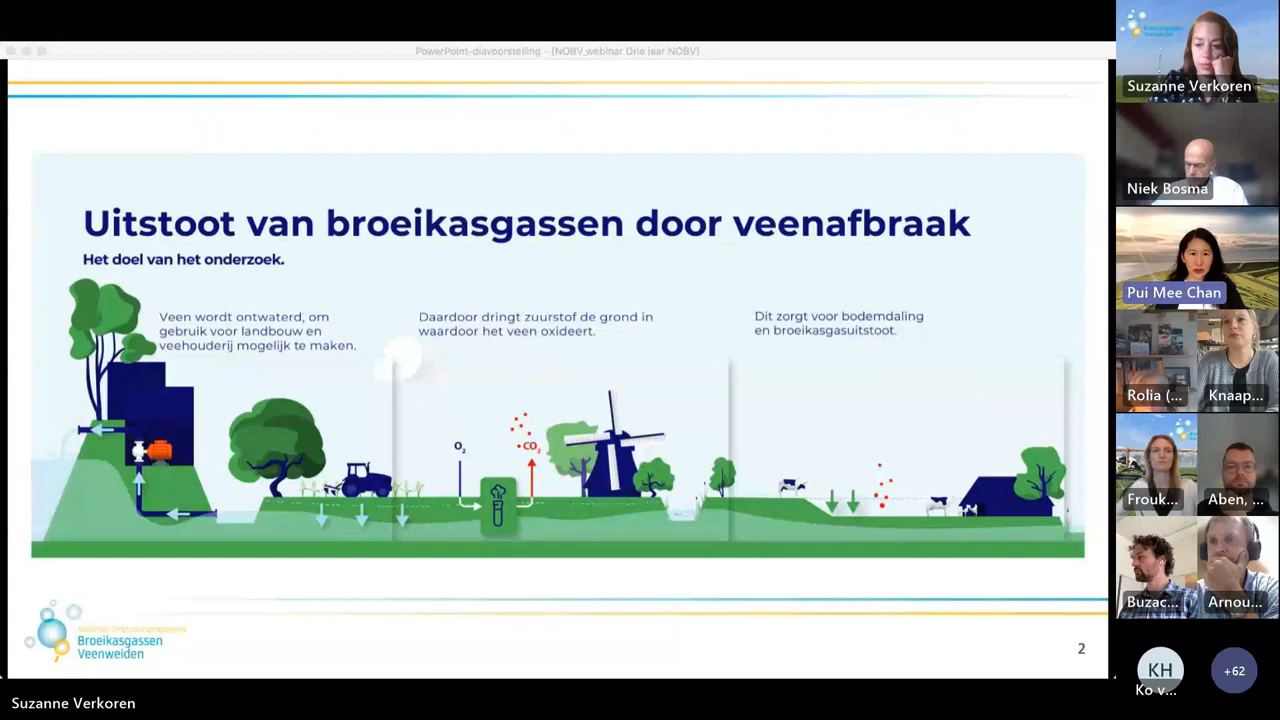 PowerPoint-diavoorstelling - [NOBV_webinar Drie jaar NOBV]
Uitstoot van broeikasgassen door veenafbraak
Het doel van het onderzoek.
Veen wordt ontwaterd, om
gebruik voor landbouw en
veehouderij mogelijk te maken.
Daardoor dringt zuurstof de grond in
waardoor het veen oxideert.
Dit zorgt voor bodemdaling
en broeikasgasuitstoot.
O₂
CO₂
Broeikasgassen
Veenweiden
2
Suzanne Verkoren
Suzanne Verkoren
Niek Bosma
Pui Mee Chan
Rolia (...
Knaap...
Frouk...
Aben, ...
Buzac...
Arnou...
KH
Ko v...
+62